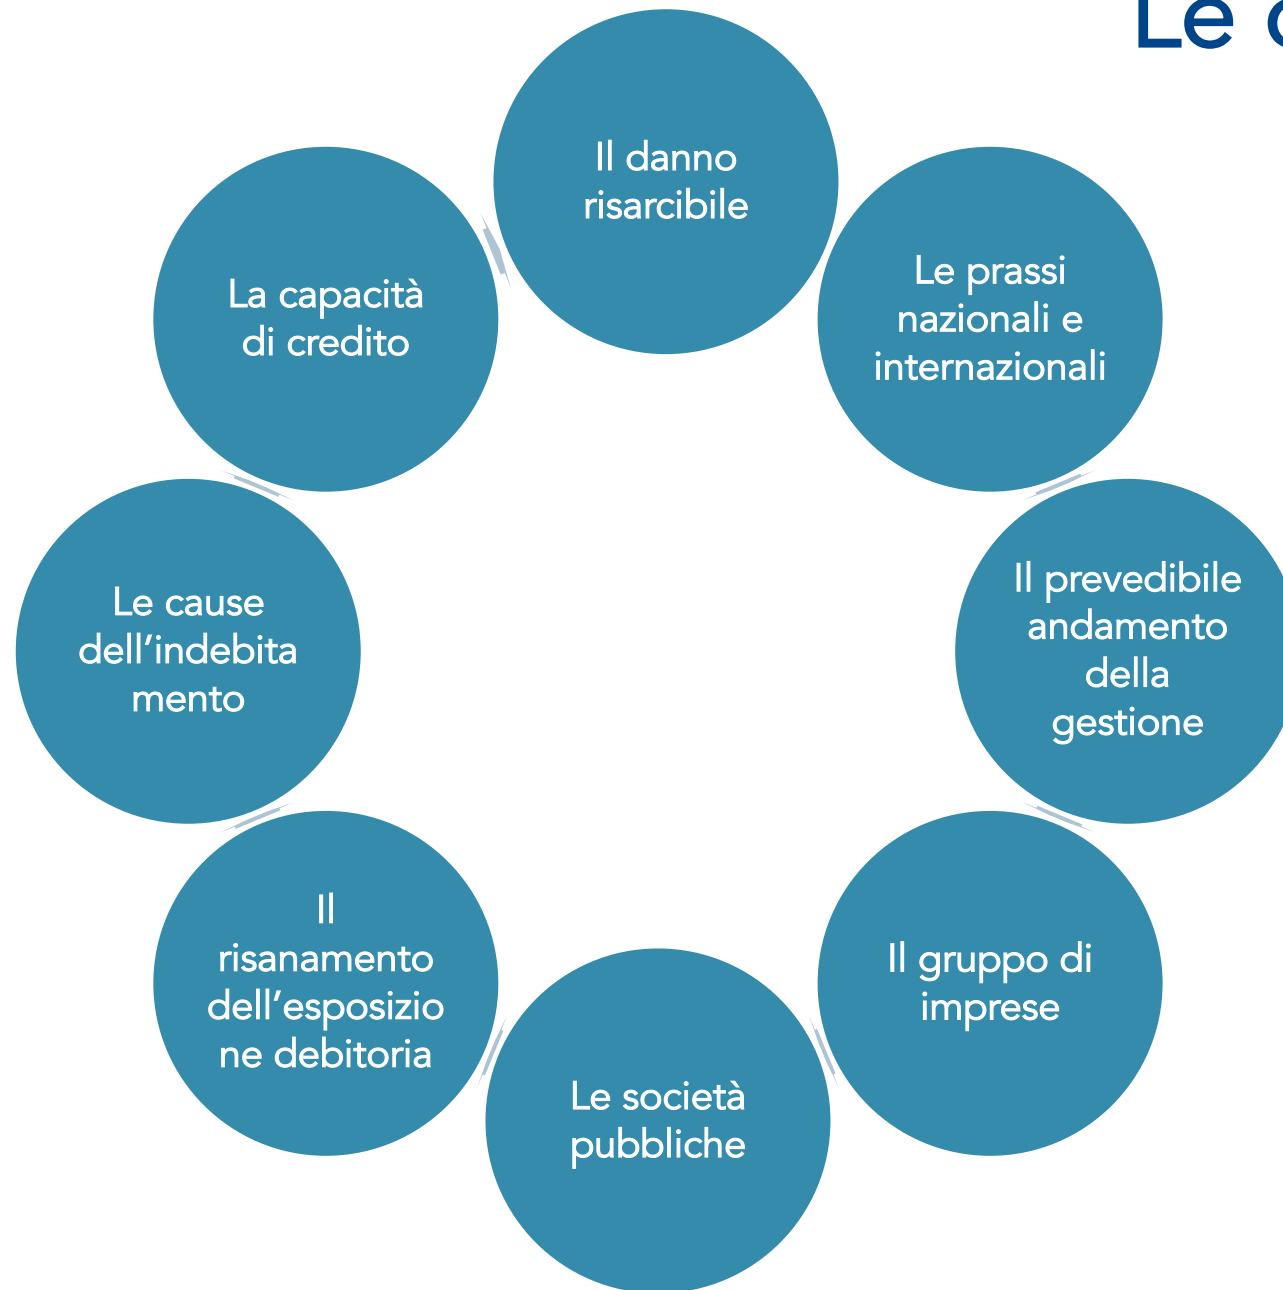 Le
Il danno
risarcibile
Le prassi
nazionali e
internazionali
Il prevedibile
andamento
della
gestione
Il gruppo di
imprese
Le società
pubbliche
Il
risanamento
dell’esposizio
ne debitoria
Le cause
dell’indebita
mento
La capacità
di credito